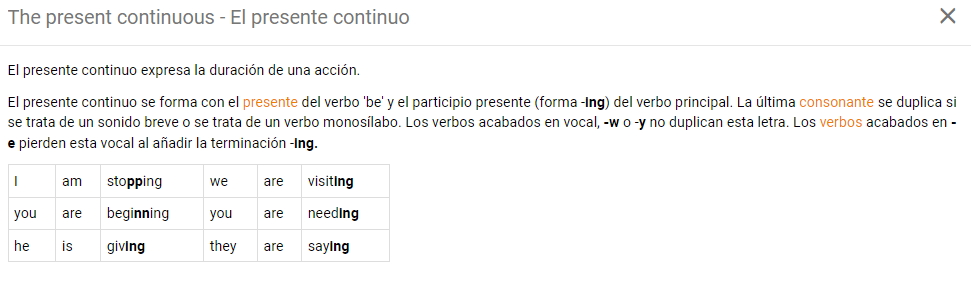 The present continuous - El presente continuo
El presente continuo expresa la duración de una acción.
El presente continuo se forma con el presente del verbo 'be' y el participio presente (forma -ing) del verbo principal. La última consonante se duplica si
se trata de un sonido breve o se trata de un verbo monosílabo. Los verbos acabados en vocal, -w o -y no duplican esta letra. Los verbos acabados en -
e pierden esta vocal al añadir la terminación -ing.
I am stopping we are visiting
you are beginning you are needing
he is giving they are saying